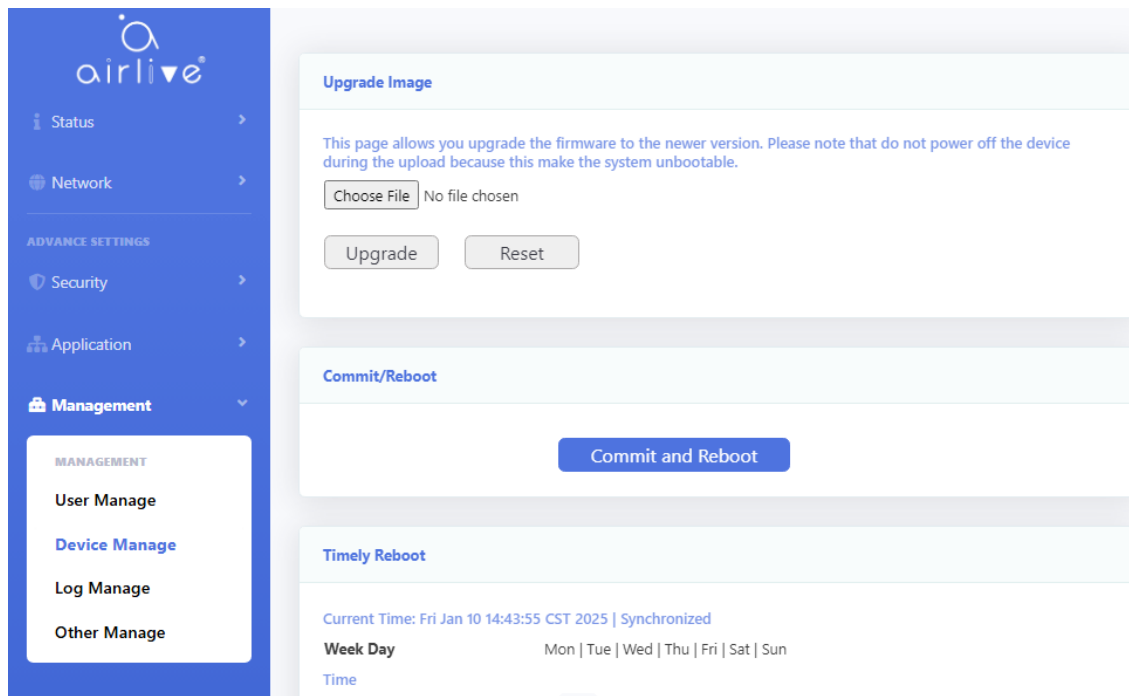 airlive®
Status
Network
ADVANCE SETTINGS
Security
Application
Management
MANAGEMENT
User Manage
Device Manage
Log Manage
Other Manage
Upgrade Image
This page allows you upgrade the firmware to the newer version. Please note that do not power off the device
during the upload because this make the system unbootable.
Choose File No file chosen
Upgrade Reset
Commit/Reboot
Commit and Reboot
Timely Reboot
Current Time: Fri Jan 10 14:43:55 CST 2025 | Synchronized
Week Day Mon | Tue | Wed | Thu | Fri | Sat | Sun
Time